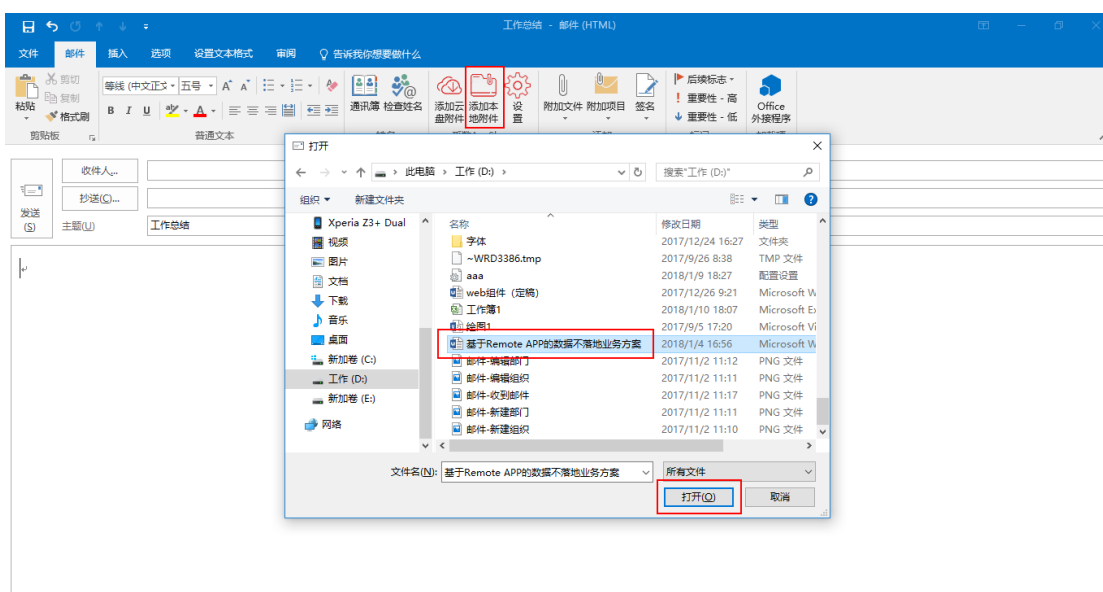 工作总结 - 邮件 (HTML)
文件 邮件 插入 选项 设置文本格式 审阅 告诉我你想要做什么
粘贴 剪切 复制 格式刷
等线 (中文正文 五号 A A
B I U aby A
通讯簿 检查姓名
添加云盘附件 添加本地附件 设置
附加文件 附加项目 签名
后续标志
重要性 - 高
重要性 - 低
Office 外接程序
剪贴板 普通文本
发送(S)
收件人...
抄送(C)...
主题(U) 工作总结
打开
此电脑 › 工作 (D:) ›
搜索"工作 (D:)"
组织 新建文件夹
Xperia Z3+ Dual
视频
图片
文档
下载
音乐
桌面
新加卷 (C:)
工作 (D:)
新加卷 (E:)
网络
名称 修改日期 类型
字体 2017/12/24 16:27 文件夹
~WRD3386.tmp 2017/9/26 8:38 TMP 文件
aaa 2018/1/9 18:27 配置设置
web组件（定稿） 2017/12/26 9:21 Microsoft W
工作簿1 2018/1/10 18:07 Microsoft Ex
绘图1 2017/9/5 17:20 Microsoft Vi
基于Remote APP的数据不落地业务方案 2018/1/4 16:56 Microsoft W
邮件-编辑部门 2017/11/2 11:12 PNG 文件
邮件-编辑组织 2017/11/2 11:11 PNG 文件
邮件-收到邮件 2017/11/2 11:17 PNG 文件
邮件-新建部门 2017/11/2 11:11 PNG 文件
邮件-新建组织 2017/11/2 11:10 PNG 文件
文件名(N): 基于Remote APP的数据不落地业务方案 所有文件
打开(O) 取消